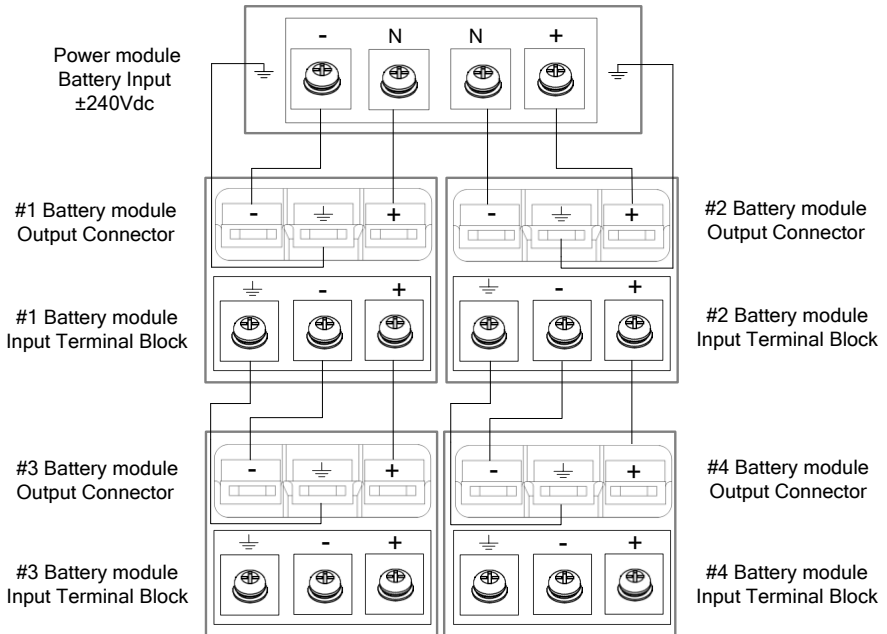 - N N +
Power module
Battery Input
±240Vdc
#1 Battery module
Output Connector
- +
- +
#2 Battery module
Output Connector
#1 Battery module
Input Terminal Block
- +
- +
#2 Battery module
Input Terminal Block
#3 Battery module
Output Connector
- +
- +
#4 Battery module
Output Connector
#3 Battery module
Input Terminal Block
- +
- +
#4 Battery module
Input Terminal Block